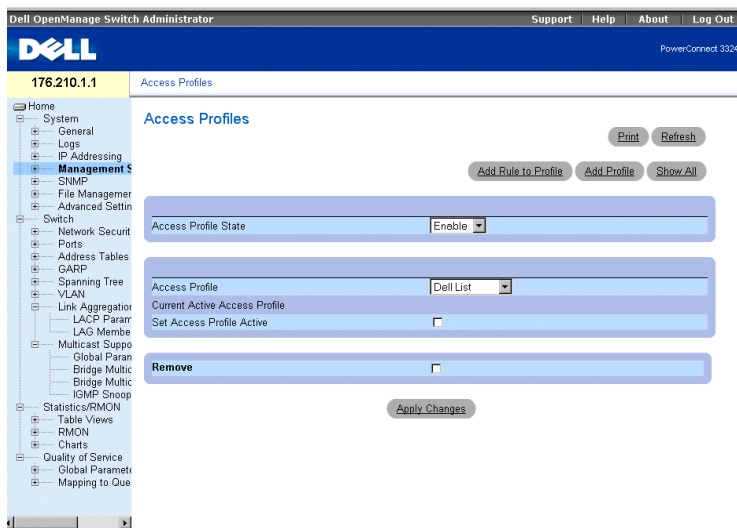 Dell OpenManage Switch Administrator
Support Help About Log Out
DELL
PowerConnect 3324
176.210.1.1
Access Profiles
Home
System
General
Logs
IP Addressing
Management S
SNMP
File Managemer
Advanced Settin
Switch
Network Securit
Ports
Address Tables
GARP
Spanning Tree
VLAN
Link Aggregation
LACP Param
LAG Membe
Multicast Suppo
Global Paran
Bridge Multic
Bridge Multic
IGMP Snoop
Statistics/RMON
Table Views
RMON
Charts
Quality of Service
Global Paramete
Mapping to Que
Access Profiles
Print Refresh
Add Rule to Profile Add Profile Show All
Access Profile State Enable
Access Profile Dell List
Current Active Access Profile
Set Access Profile Active
Remove
Apply Changes